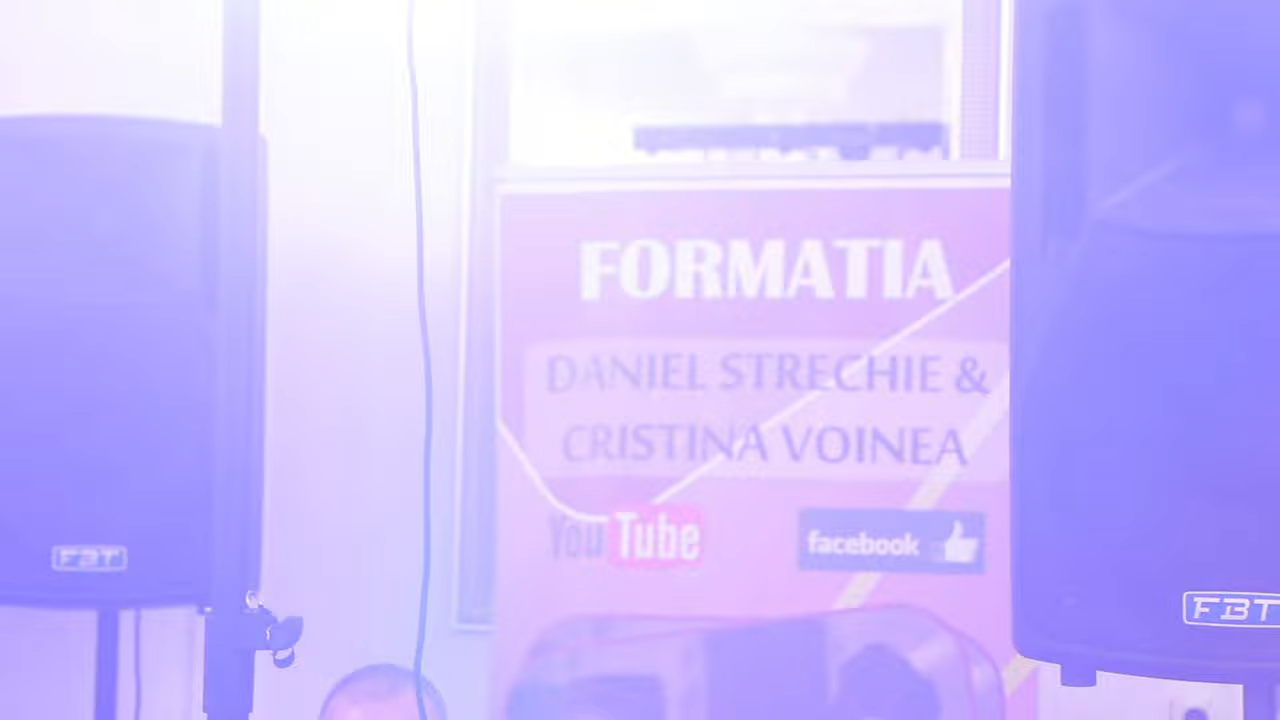 FORMATIA
DANIEL STRECHIE &
CRISTINA VOINEA
YouTube
facebook
FBT
FBT